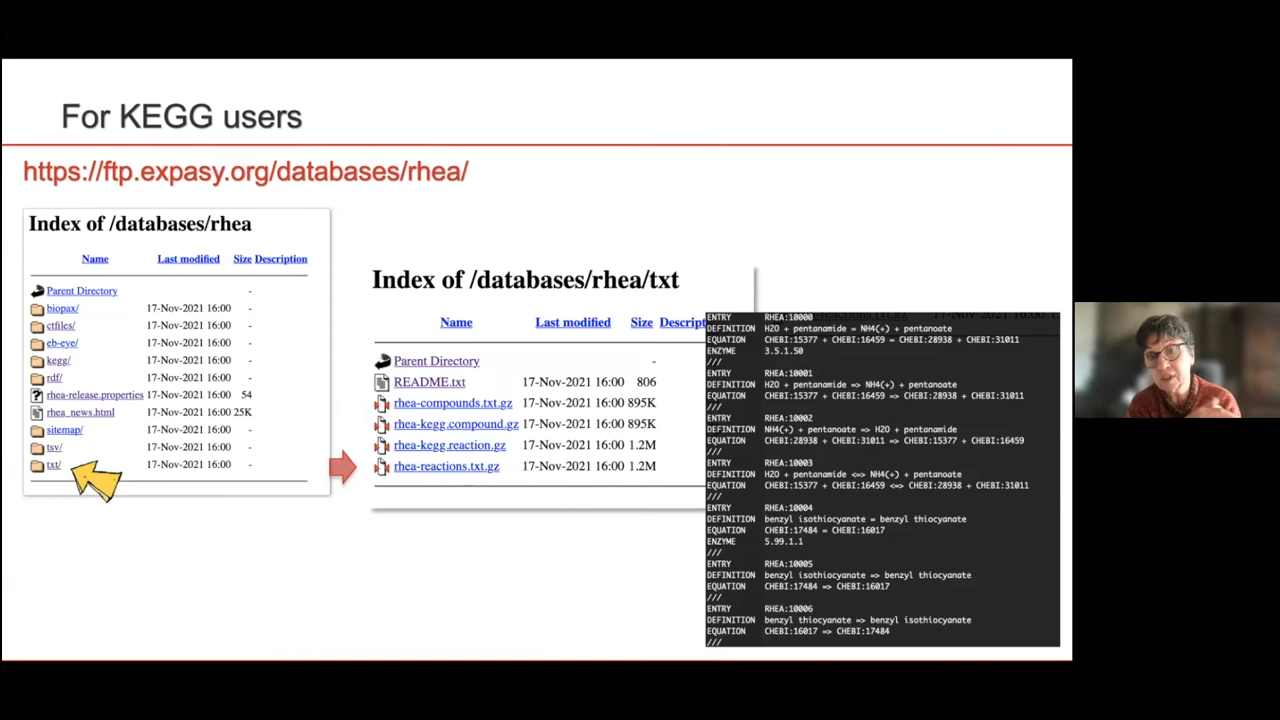 For KEGG users
https://ftp.expasy.org/databases/rhea/
Index of /databases/rhea
Name Last modified Size Description
Parent Directory -
biopax/ 17-Nov-2021 16:00 -
ctfiles/ 17-Nov-2021 16:00 -
eb-eye/ 17-Nov-2021 16:00 -
kegg/ 17-Nov-2021 16:00 -
rdf/ 17-Nov-2021 16:00 -
rhea-release.properties 17-Nov-2021 16:00 54
rhea_news.html 17-Nov-2021 16:00 25K
sitemap/ 17-Nov-2021 16:00 -
tsv/ 17-Nov-2021 16:00 -
txt/ 17-Nov-2021 16:00 -
Index of /databases/rhea/txt
Name Last modified Size Descript
Parent Directory -
README.txt 17-Nov-2021 16:00 806
rhea-compounds.txt.gz 17-Nov-2021 16:00 895K
rhea-kegg.compound.gz 17-Nov-2021 16:00 895K
rhea-kegg.reaction.gz 17-Nov-2021 16:00 1.2M
rhea-reactions.txt.gz 17-Nov-2021 16:00 1.2M
ENTRY RHEA:10000
DEFINITION H2O + pentanamide = NH4(+) + pentanoate
EQUATION CHEBI:15377 + CHEBI:16459 = CHEBI:28938 + CHEBI:31011
ENZYME 3.5.1.50
///
ENTRY RHEA:10001
DEFINITION H2O + pentanamide => NH4(+) + pentanoate
EQUATION CHEBI:15377 + CHEBI:16459 => CHEBI:28938 + CHEBI:31011
///
ENTRY RHEA:10002
DEFINITION NH4(+) + pentanoate => H2O + pentanamide
EQUATION CHEBI:28938 + CHEBI:31011 => CHEBI:15377 + CHEBI:16459
///
ENTRY RHEA:10003
DEFINITION H2O + pentanamide <=> NH4(+) + pentanoate
EQUATION CHEBI:15377 + CHEBI:16459 <=> CHEBI:28938 + CHEBI:31011
///
ENTRY RHEA:10004
DEFINITION benzyl isothiocyanate = benzyl thiocyanate
EQUATION CHEBI:17484 = CHEBI:16017
ENZYME 5.99.1.1
///
ENTRY RHEA:10005
DEFINITION benzyl isothiocyanate => benzyl thiocyanate
EQUATION CHEBI:17484 => CHEBI:16017
///
ENTRY RHEA:10006
DEFINITION benzyl thiocyanate => benzyl isothiocyanate
EQUATION CHEBI:16017 => CHEBI:17484
///